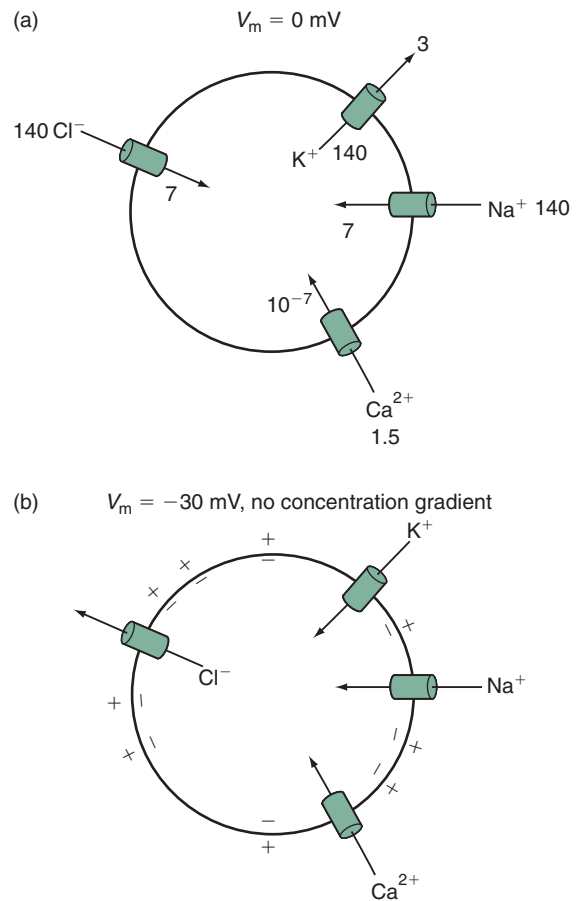 (a) V_m = 0 mV
3
140 Cl⁻
K⁺ 140
7
7
Na⁺ 140
10⁻⁷
Ca²⁺
1.5
(b) V_m = −30 mV, no concentration gradient
K⁺
Cl⁻
Na⁺
Ca²⁺